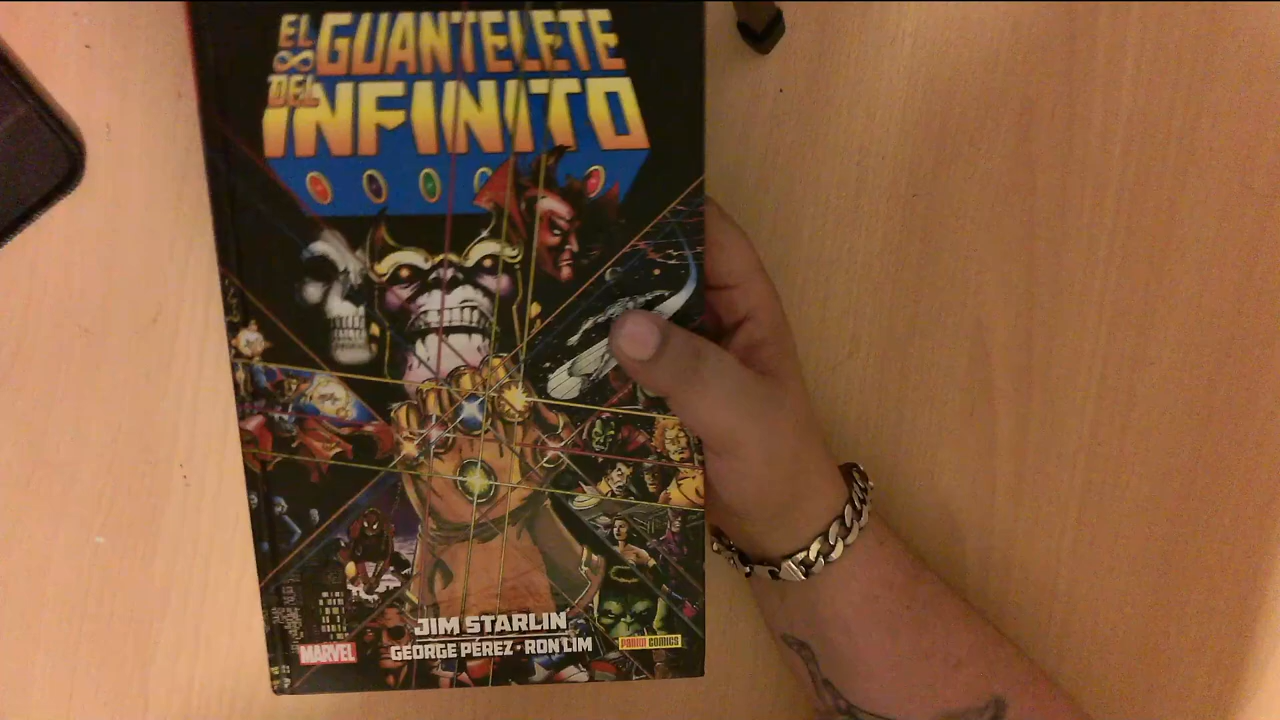 EL GUANTELETE
DEL INFINITO
JIM STARLIN
GEORGE PÉREZ · RON LIM
MARVEL
PANINI COMICS